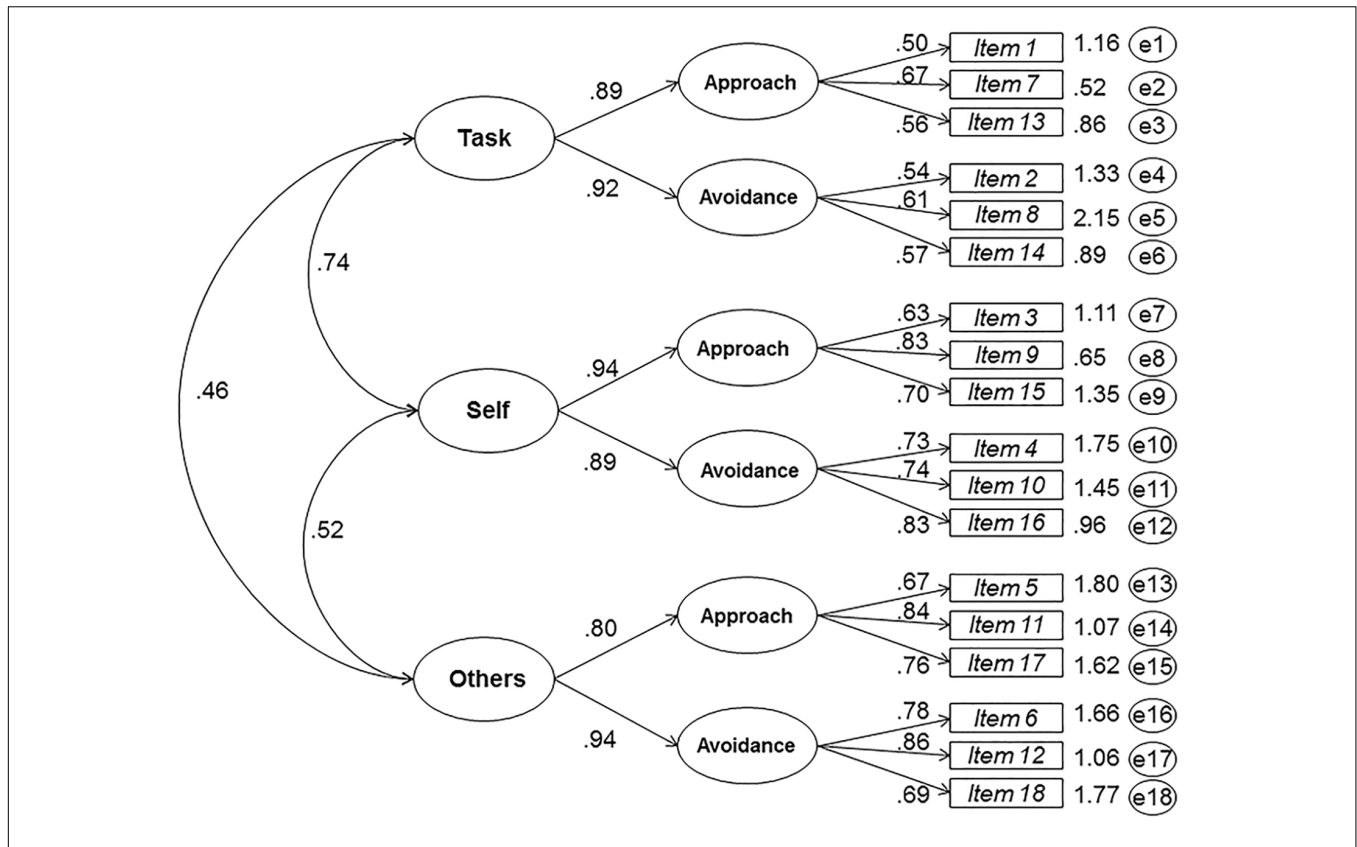 .50 Item 1 1.16 e1
.89 Approach .67 Item 7 .52 e2
.56 Item 13 .86 e3
Task
.54 Item 2 1.33 e4
.92 Avoidance .61 Item 8 2.15 e5
.57 Item 14 .89 e6
.74
.63 Item 3 1.11 e7
.94 Approach .83 Item 9 .65 e8
.46 .70 Item 15 1.35 e9
Self
.73 Item 4 1.75 e10
.89 Avoidance .74 Item 10 1.45 e11
.83 Item 16 .96 e12
.52
.67 Item 5 1.80 e13
.80 Approach .84 Item 11 1.07 e14
.76 Item 17 1.62 e15
Others
.78 Item 6 1.66 e16
.94 Avoidance .86 Item 12 1.06 e17
.69 Item 18 1.77 e18